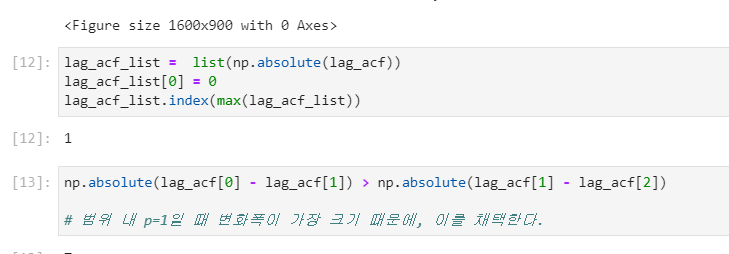 <Figure size 1600x900 with 0 Axes>
[12]: lag_acf_list =  list(np.absolute(lag_acf))
lag_acf_list[0] = 0
lag_acf_list.index(max(lag_acf_list))
[12]: 1
[13]: np.absolute(lag_acf[0] - lag_acf[1]) > np.absolute(lag_acf[1] - lag_acf[2])
# 범위 내 p=1일 때 변화폭이 가장 크기 때문에, 이를 채택한다.